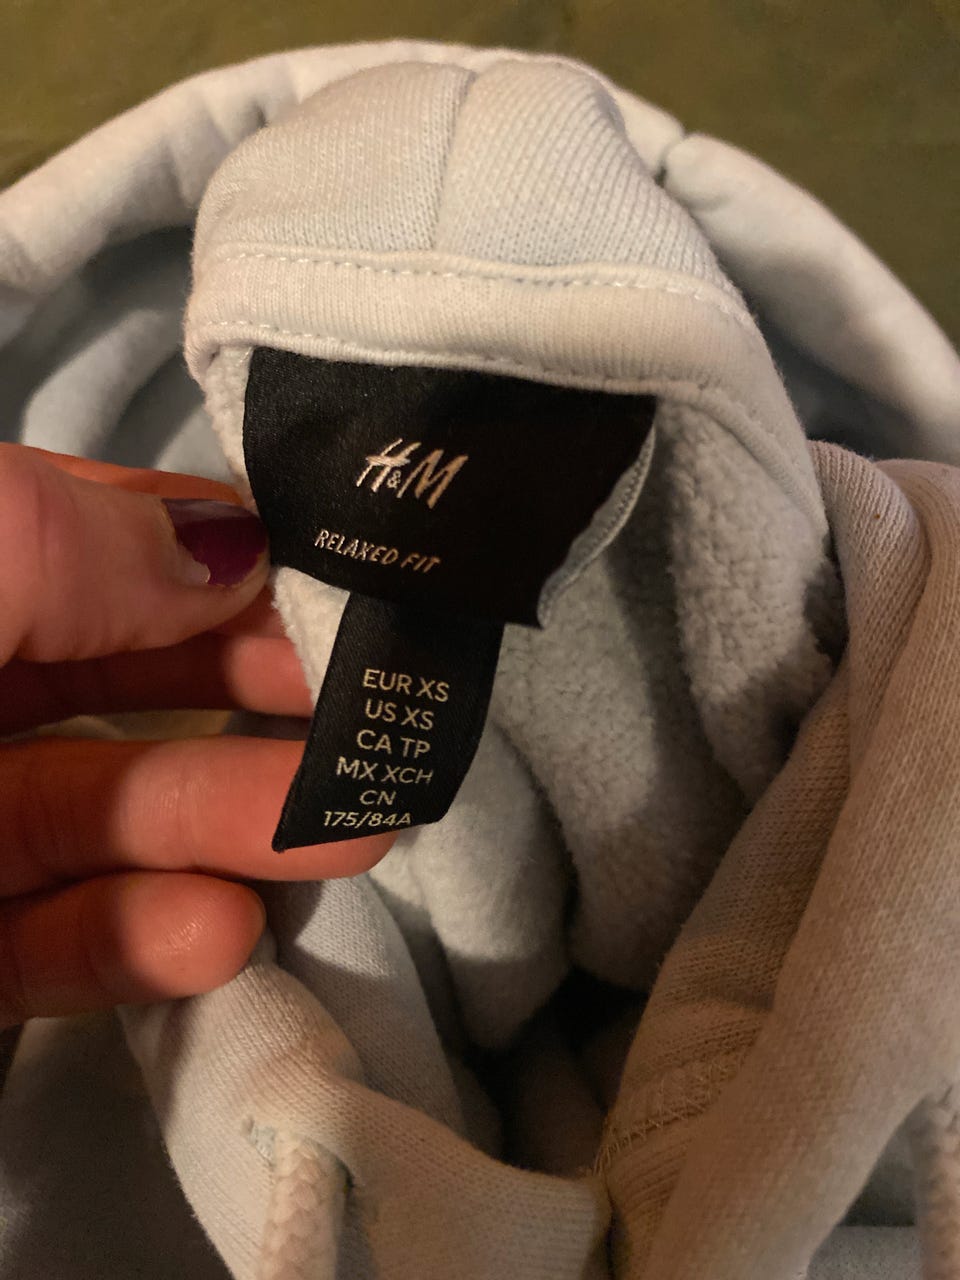 H&M
RELAXED FIT
EUR XS
US XS
CA TP
MX XCH
CN
175/84A